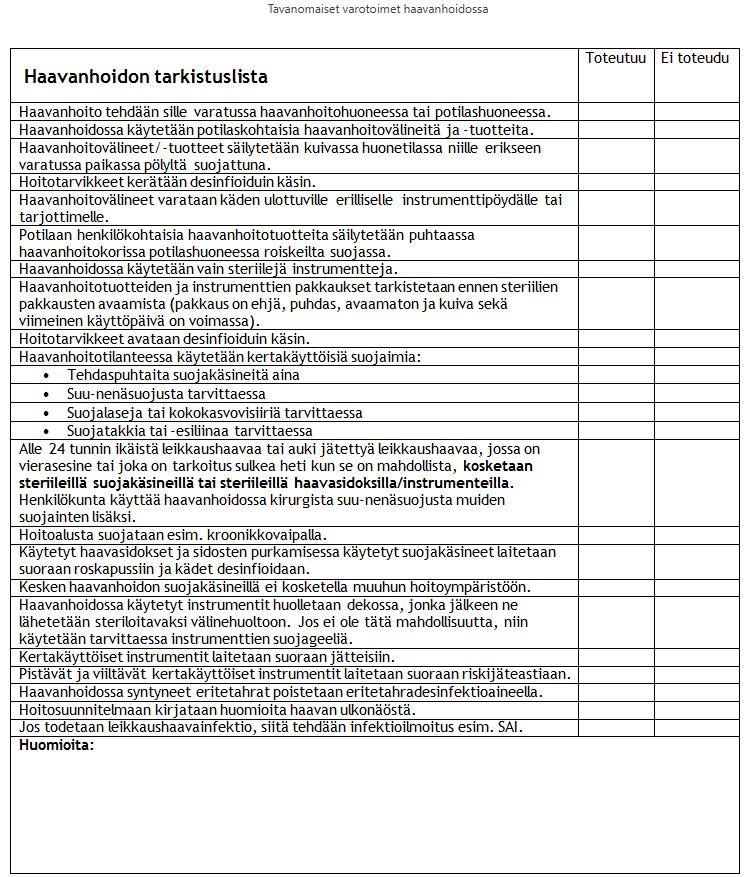 Tavanomaiset varotoimet haavanhoidossa
Haavanhoidon tarkistuslista
Toteutuu
Ei toteudu
Haavanhoito tehdään sille varatussa haavanhoitohuoneessa tai potilashuoneessa.
Haavanhoidossa käytetään potilaskohtaisia haavanhoitovälineitä ja -tuotteita.
Haavanhoitovälineet/-tuotteet säilytetään kuivassa huonetilassa niille erikseen
varatussa paikassa pölyltä suojattuna.
Hoitotarvikkeet kerätään desinfioiduin käsin.
Haavanhoitovälineet varataan käden ulottuville erilliselle instrumenttipöydälle tai
tarjottimelle.
Potilaan henkilökohtaisia haavanhoitotuotteita säilytetään puhtaassa
haavanhoitokorissa potilashuoneessa roiskeilta suojassa.
Haavanhoidossa käytetään vain steriilejä instrumentteja.
Haavanhoitotuotteiden ja instrumenttien pakkaukset tarkistetaan ennen steriilien
pakkausten avaamista (pakkaus on ehjä, puhdas, avaamaton ja kuiva sekä
viimeinen käyttöpäivä on voimassa).
Hoitotarvikkeet avataan desinfioiduin käsin.
Haavanhoitotilanteessa käytetään kertakäyttöisiä suojaimia:
• Tehdaspuhtaita suojakäsineitä aina
• Suu-nenäsuojusta tarvittaessa
• Suojalaseja tai kokokasvovisiiriä tarvittaessa
• Suojatakkia tai -esiliinaa tarvittaessa
Alle 24 tunnin ikäistä leikkaushaavaa tai auki jätettyä leikkaushaavaa, jossa on
vierasesine tai joka on tarkoitus sulkea heti kun se on mahdollista, kosketaan
steriileillä suojakäsineillä tai steriileillä haavasidoksilla/instrumenteilla.
Henkilökunta käyttää haavanhoidossa kirurgista suu-nenäsuojusta muiden
suojainten lisäksi.
Hoitoalusta suojataan esim. kroonikkovaipalla.
Käytetyt haavasidokset ja sidosten purkamisessa käytetyt suojakäsineet laitetaan
suoraan roskapussiin ja kädet desinfioidaan.
Kesken haavanhoidon suojakäsineillä ei kosketella muuhun hoitoympäristöön.
Haavanhoidossa käytetyt instrumentit huolletaan dekossa, jonka jälkeen ne
lähetetään steriloitavaksi välinehuoltoon. Jos ei ole tätä mahdollisuutta, niin
käytetään tarvittaessa instrumenttien suojageeliä.
Kertakäyttöiset instrumentit laitetaan suoraan jätteisiin.
Pistävät ja viiltävät kertakäyttöiset instrumentit laitetaan suoraan riskijäteastiaan.
Haavanhoidossa syntyneet eritetahrat poistetaan eritetahradesinfektioaineella.
Hoitosuunnitelmaan kirjataan huomioita haavan ulkonäöstä.
Jos todetaan leikkaushaavainfektio, siitä tehdään infektioilmoitus esim. SAI.
Huomioita: